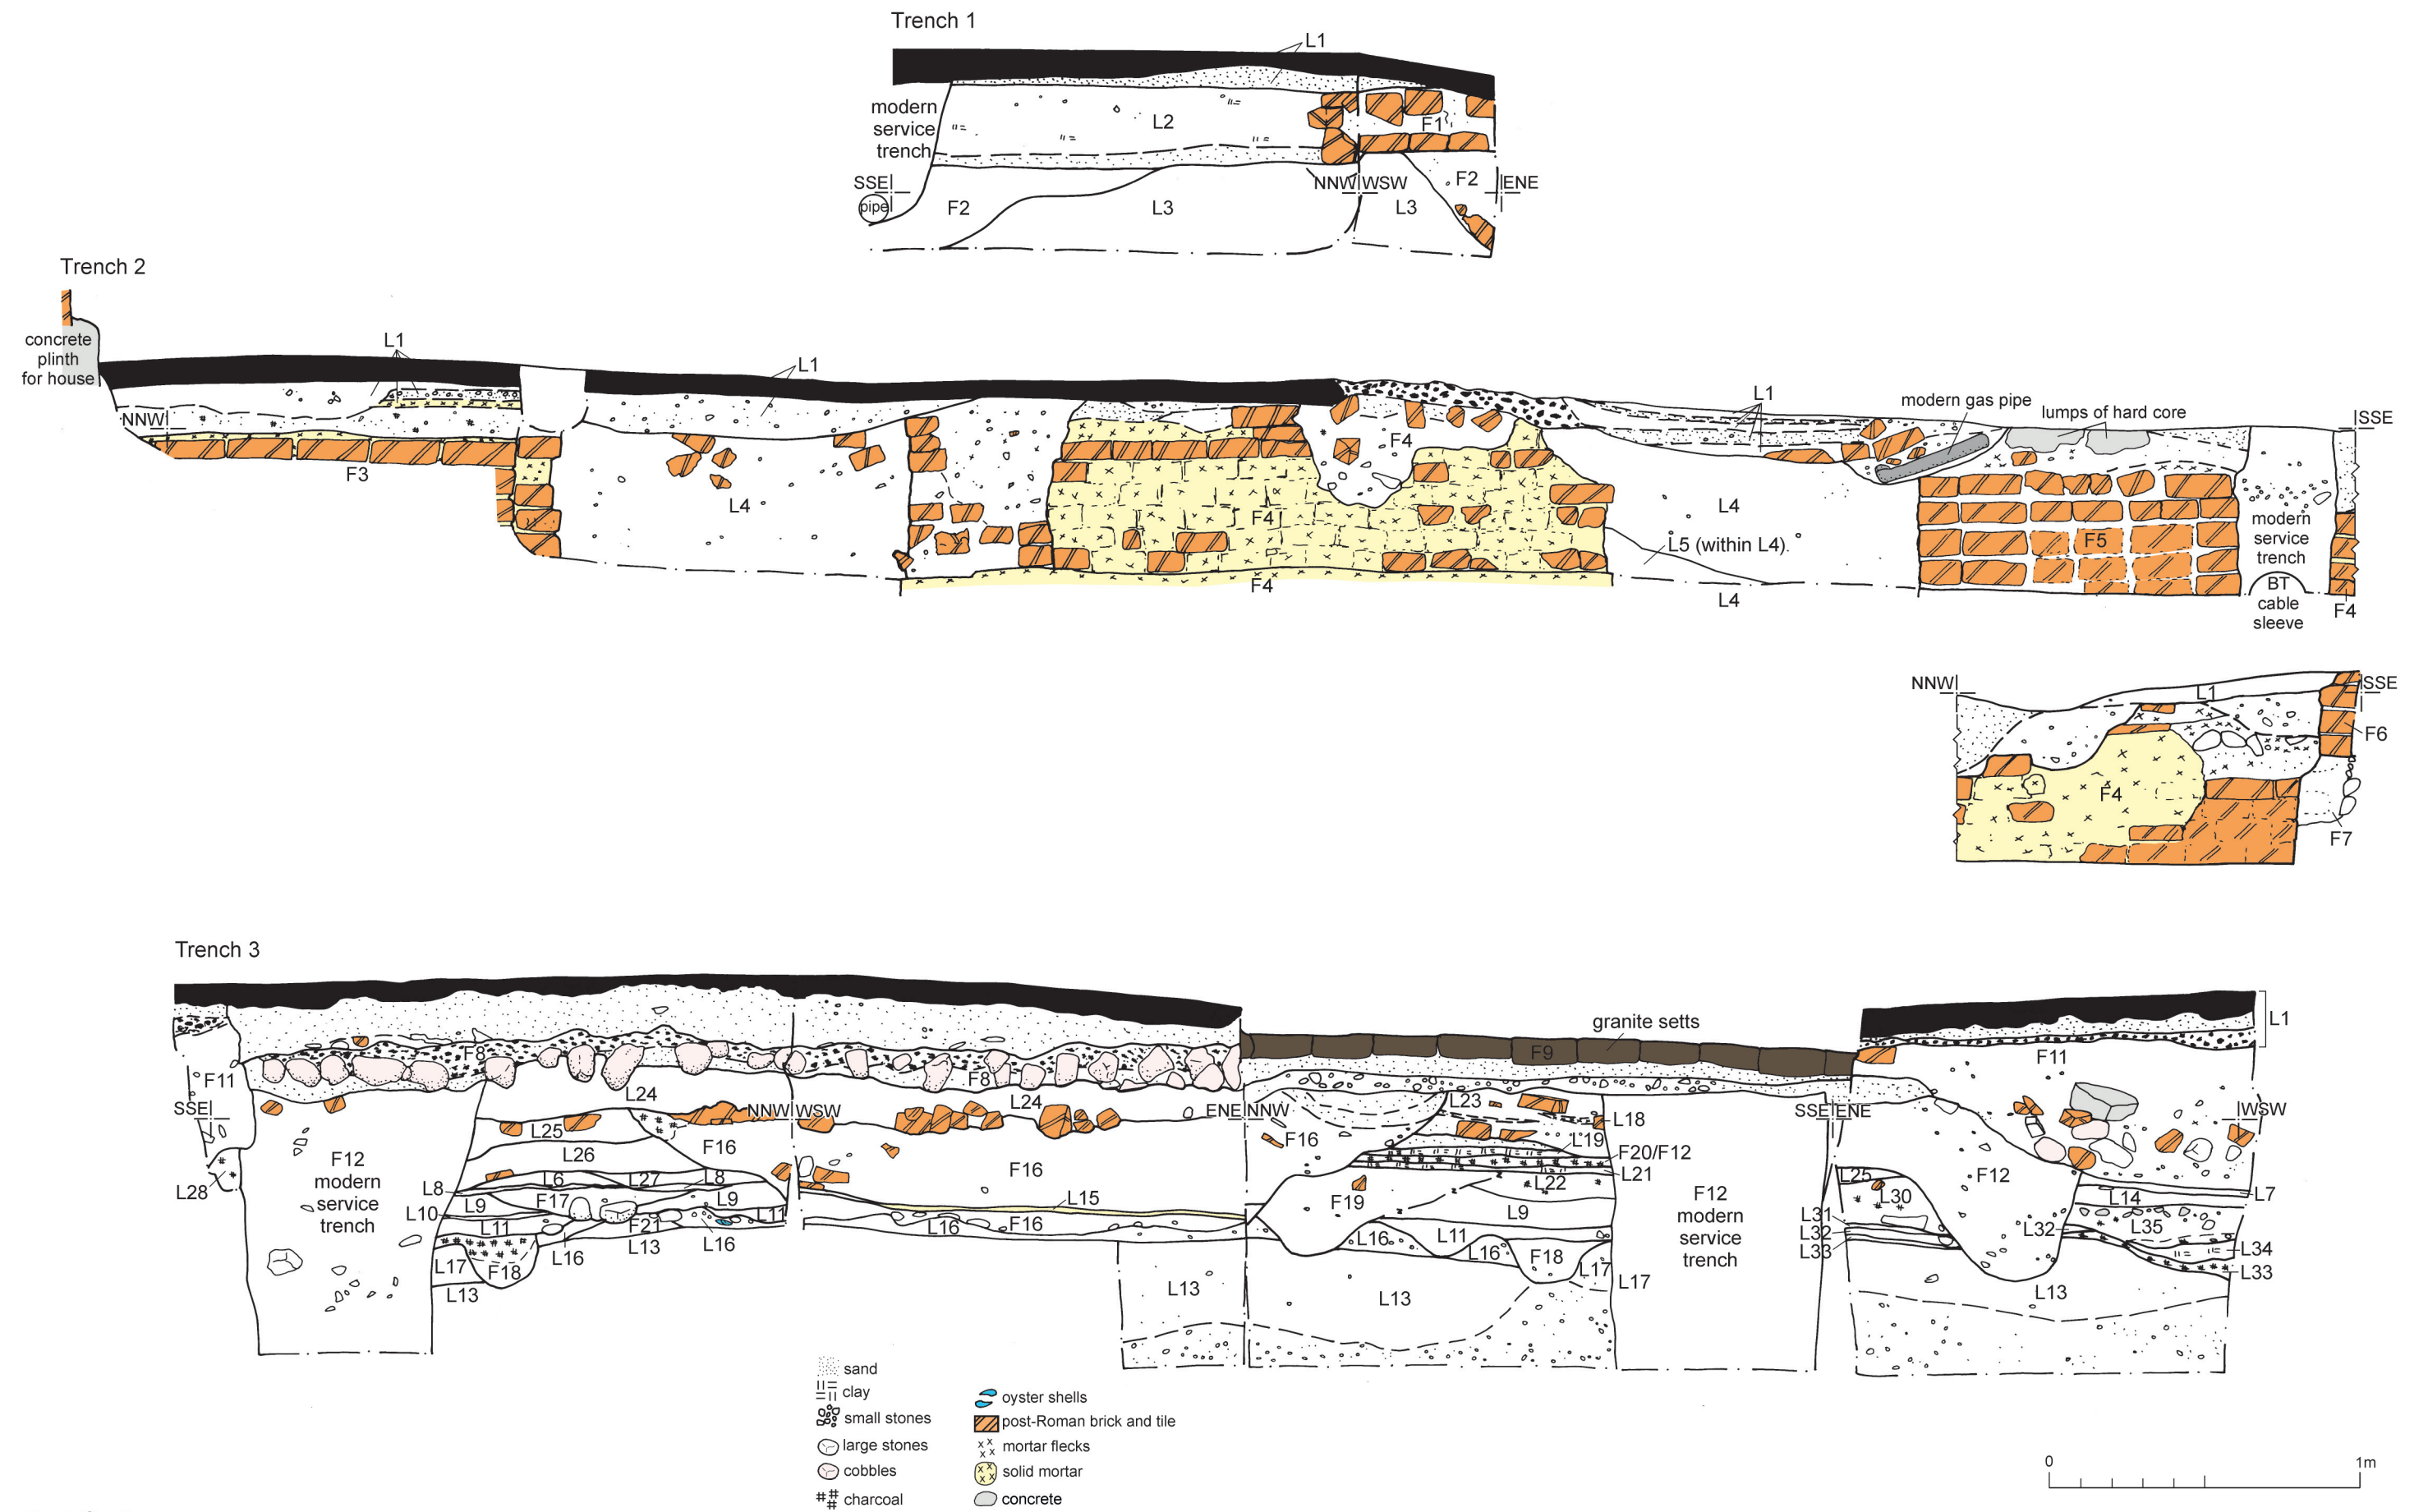 Trench 1
L1
modern
service
trench
L2
F1
SSE
NNW WSW
F2
ENE
pipe
F2
L3
L3
Trench 2
concrete
plinth
for house
L1
L1
L1
modern gas pipe
lumps of hard core
SSE
NNW
F3
F4
L4
F4
L4
L5 (within L4).
F5
modern
service
trench
BT
cable
sleeve
F4
L4
F4
NNW
L1
SSE
F6
F4
F7
Trench 3
granite setts
L1
F8
F9
F11
F11
F8
SSE
L24
L24
NNW WSW
ENE NNW
L23
SSE ENE
WSW
L18
L25
F16
F16
L19
F12
modern
service
trench
L26
F16
F20/F12
L21
L28
L6
L27
L8
L8
L22
F12
modern
service
trench
L25
F12
L9
F17
L9
L15
F19
L9
L30
L14
L7
L10
L11
F21
L11
L16
F16
L31
L32
L32
L35
L16
L13
L16
L16
L11
L16
L33
L34
L17
F18
F18
L17
L33
L13
L13
L13
L17
L13
sand
clay
small stones
large stones
cobbles
charcoal
oyster shells
post-Roman brick and tile
mortar flecks
solid mortar
concrete
0 1m